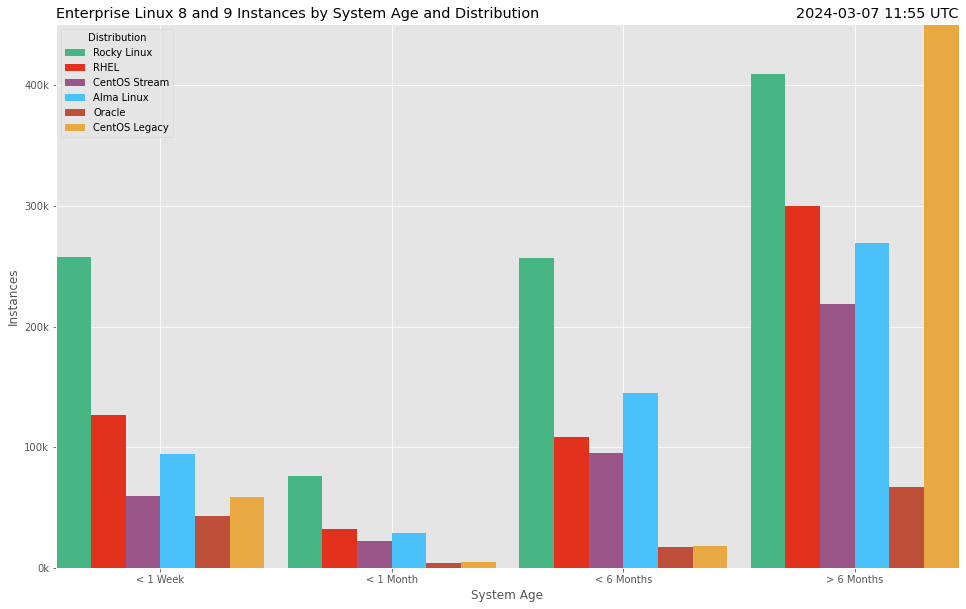 Enterprise Linux 8 and 9 Instances by System Age and Distribution
2024-03-07 11:55 UTC
Distribution
Rocky Linux
RHEL
CentOS Stream
Alma Linux
Oracle
CentOS Legacy
400k
300k
200k
100k
0k
Instances
< 1 Week
< 1 Month
< 6 Months
> 6 Months
System Age